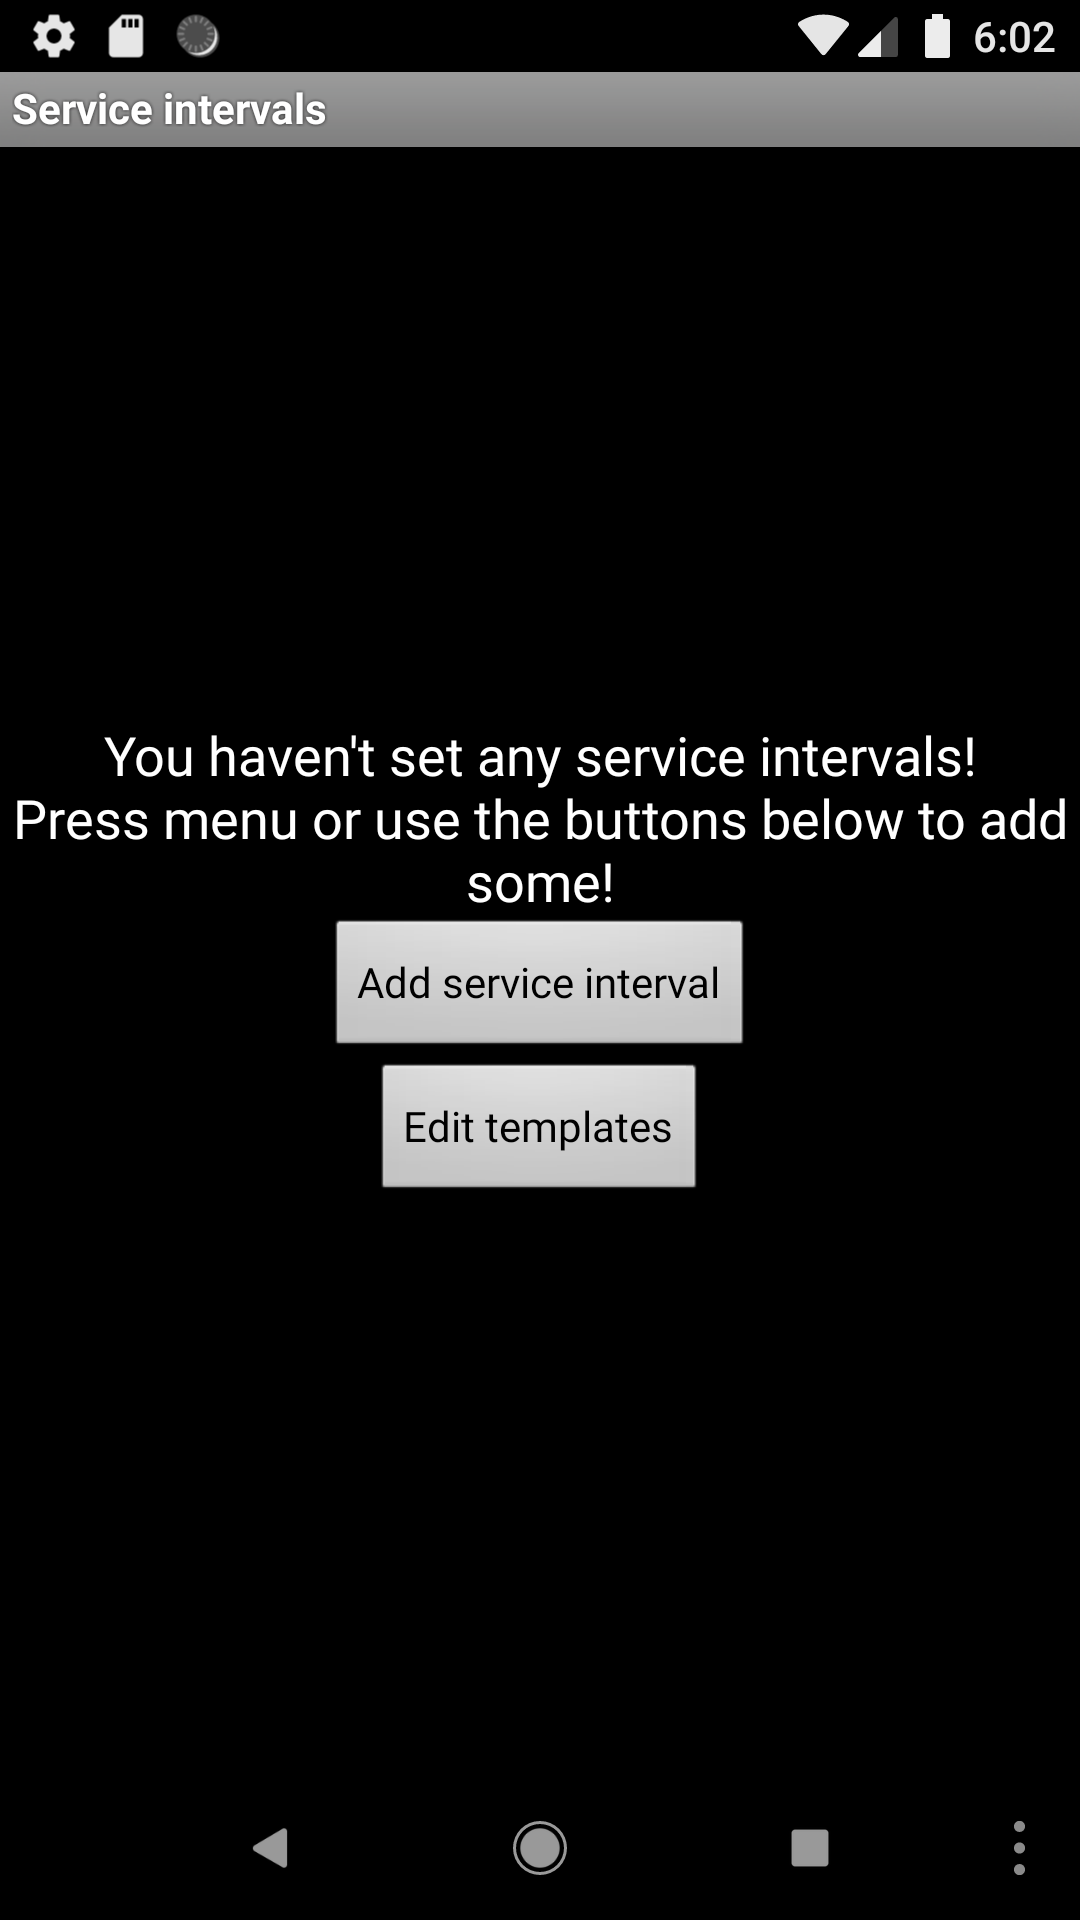 6:02
Service intervals
You haven't set any service intervals!
Press menu or use the buttons below to add
some!
Add service interval
Edit templates